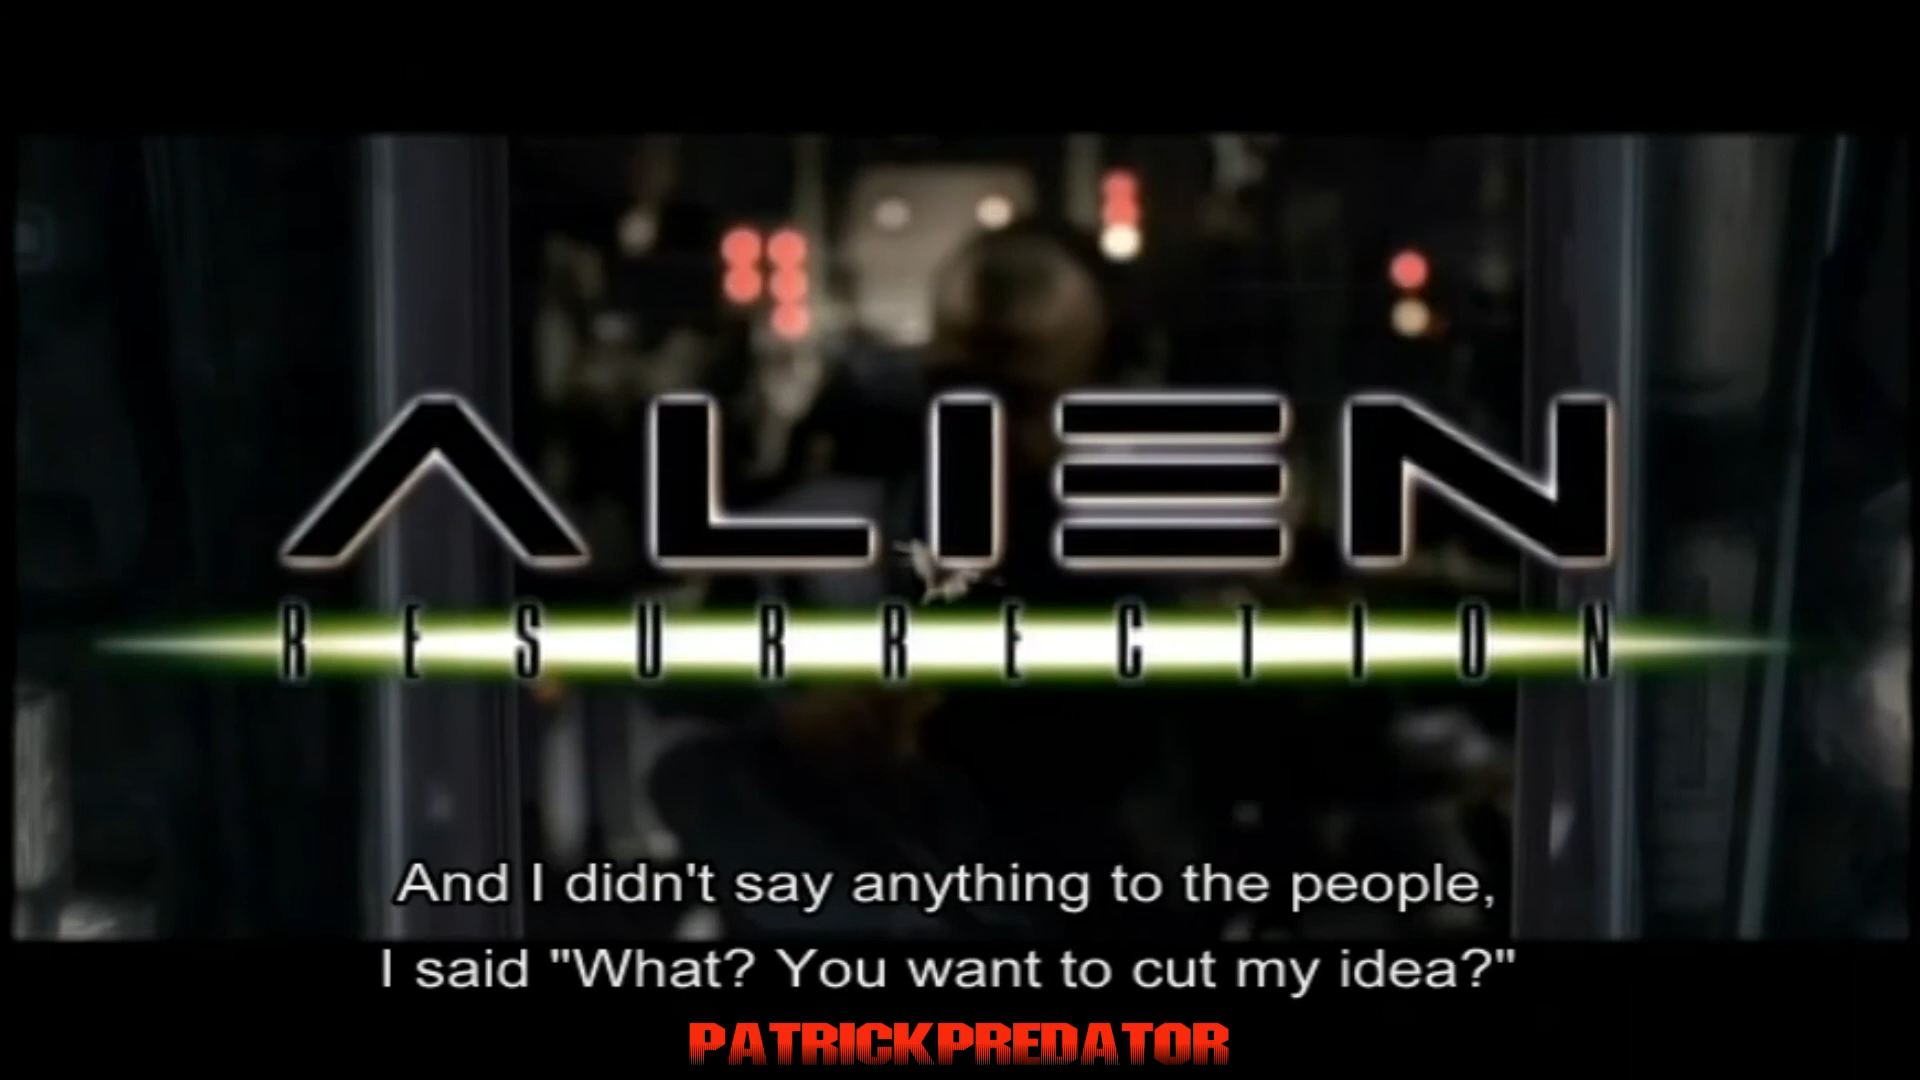 ALIEN
RESURRECTION
And I didn't say anything to the people,
I said "What? You want to cut my idea?"
PATRICKPREDATOR